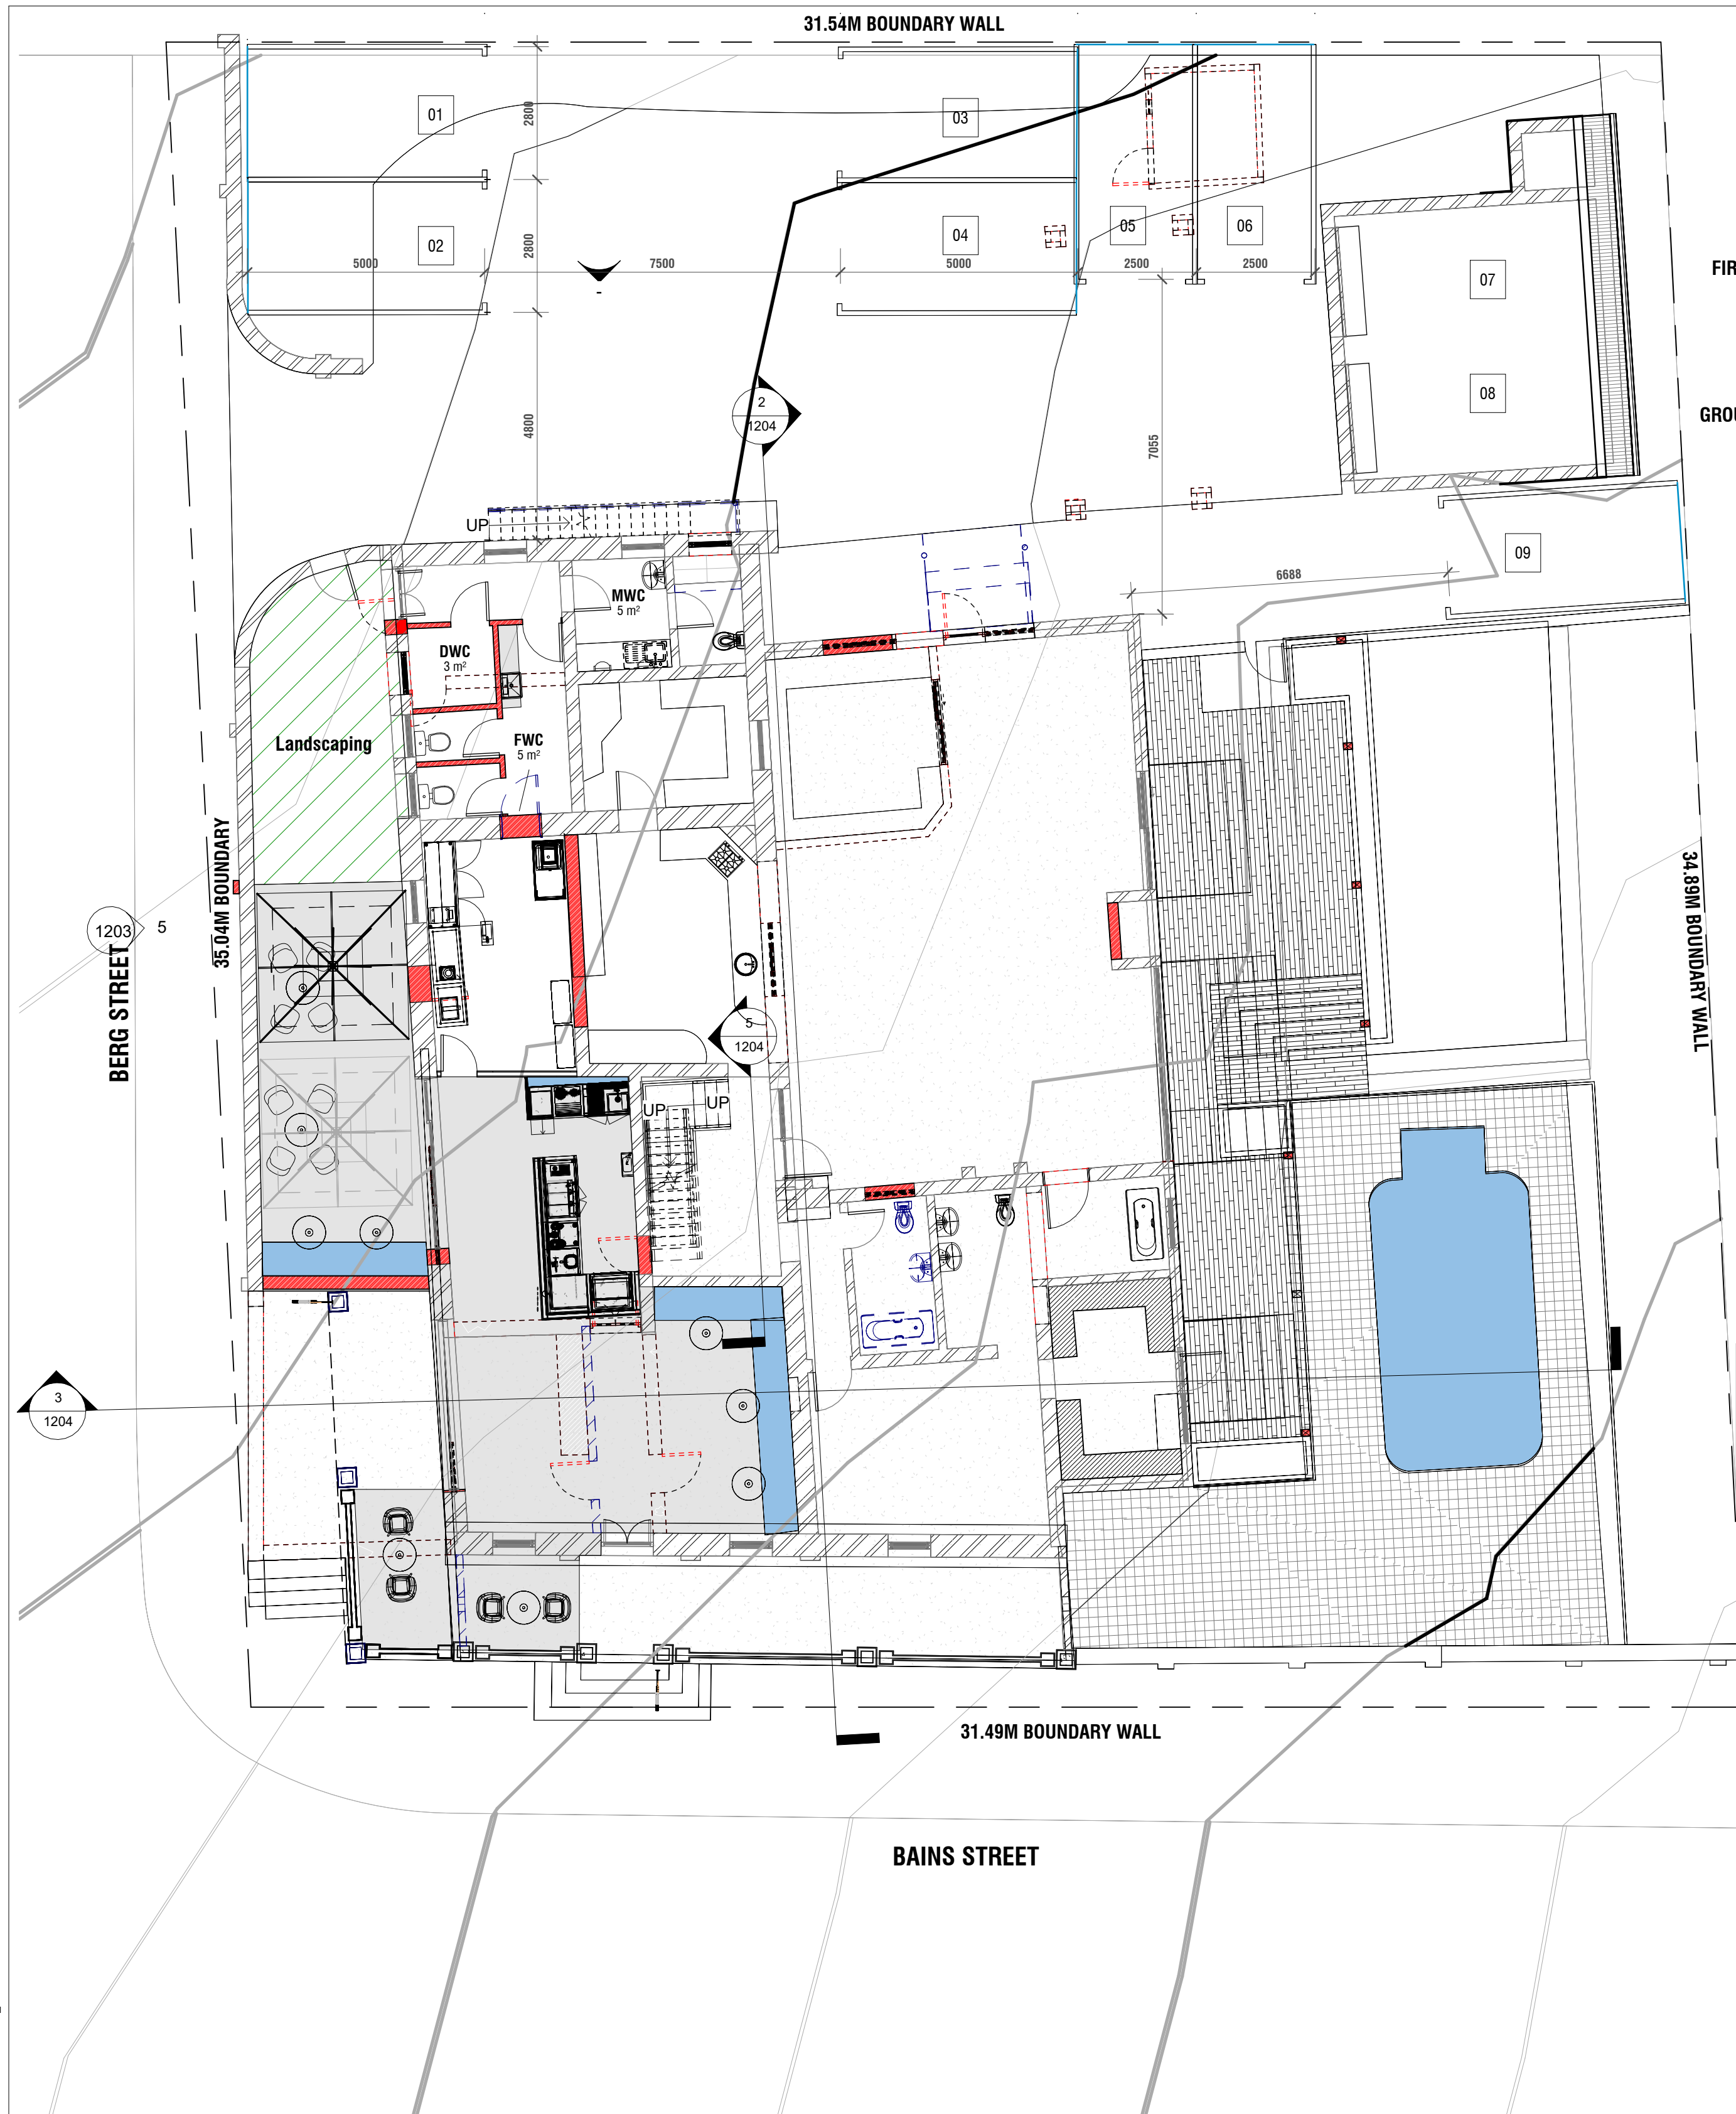 31.54M BOUNDARY WALL
01
2800
03
02
2800
04
05
06
5000
7500
5000
2500
2500
-
07
FIR
08
GROU
2
1204
4800
7055
UP
09
6688
MWC
5 m²
DWC
3 m²
FWC
5 m²
Landscaping
35.04M BOUNDARY
34.89M BOUNDARY WALL
1203
5
BERG STREET
5
1204
UP
UP
3
1204
31.49M BOUNDARY WALL
BAINS STREET